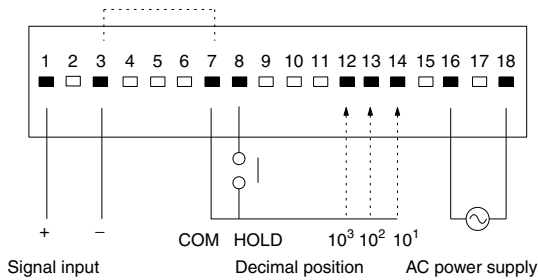 1 2 3 4 5 6 7 8 9 10 11 12 13 14 15 16 17 18
+ −
COM HOLD 10³ 10² 10¹
Signal input Decimal position AC power supply